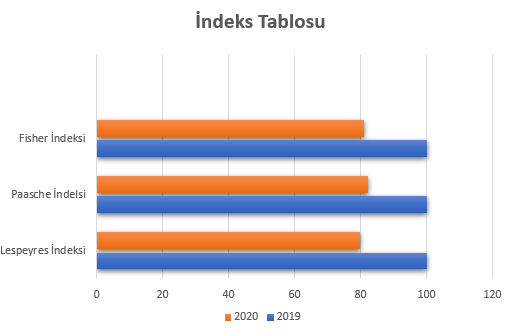 İndeks Tablosu
Fisher İndeksi
Paasche İndelsi
Lespeyres İndeksi
0 20 40 60 80 100 120
2020 2019